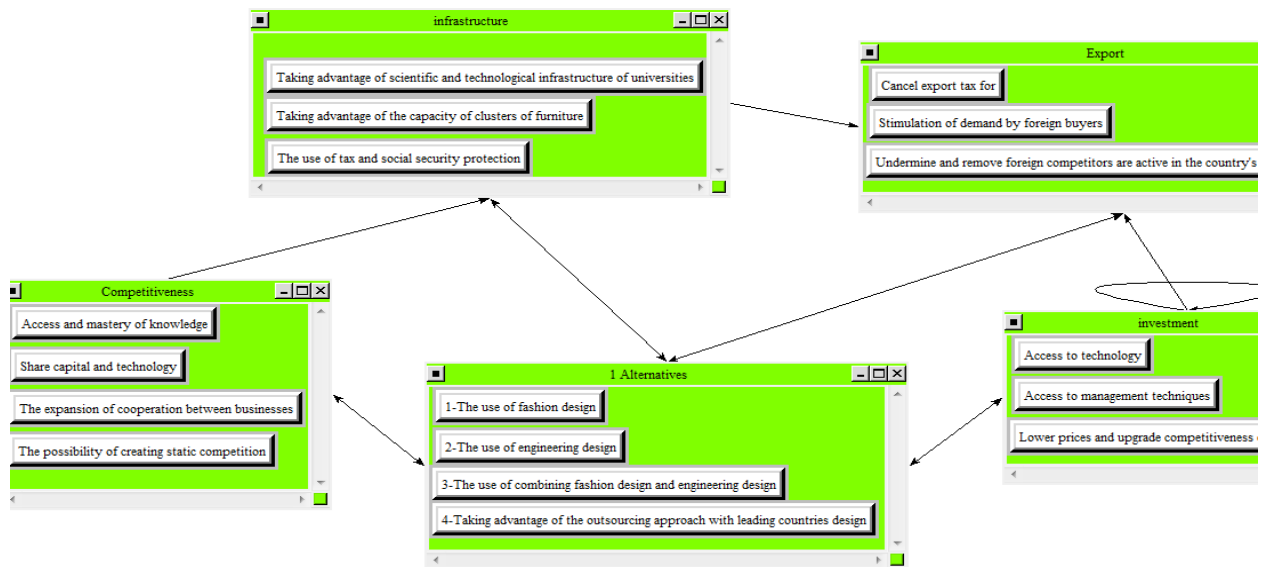 infrastructure
Taking advantage of scientific and technological infrastructure of universities
Taking advantage of the capacity of clusters of furniture
The use of tax and social security protection
Export
Cancel export tax for
Stimulation of demand by foreign buyers
Undermine and remove foreign competitors are active in the country's
Competitiveness
Access and mastery of knowledge
Share capital and technology
The expansion of cooperation between businesses
The possibility of creating static competition
1 Alternatives
1-The use of fashion design
2-The use of engineering design
3-The use of combining fashion design and engineering design
4-Taking advantage of the outsourcing approach with leading countries design
investment
Access to technology
Access to management techniques
Lower prices and upgrade competitiveness